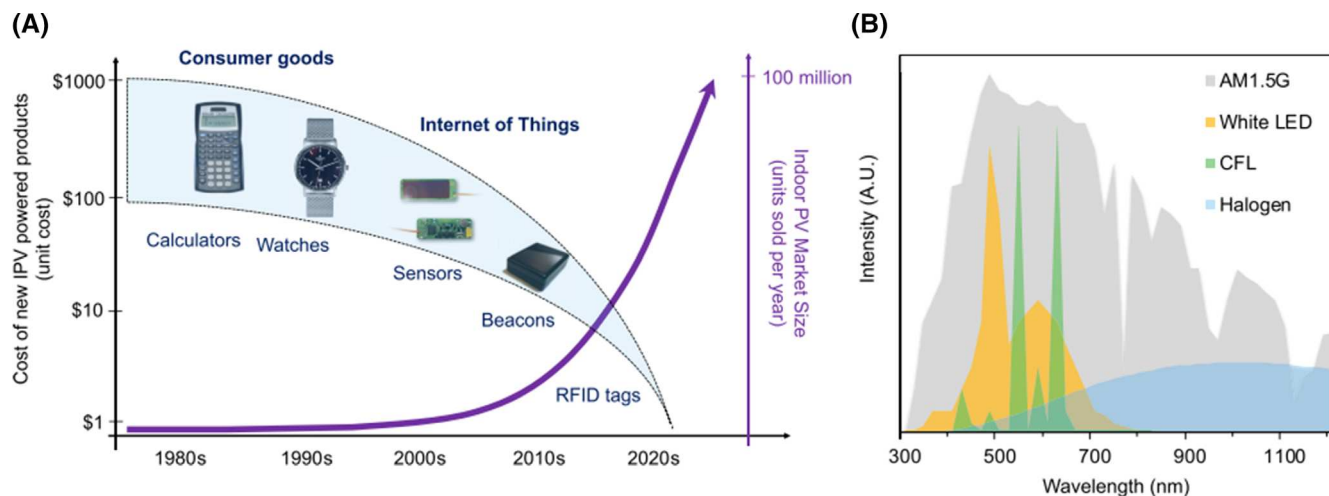 (A)
Cost of new IPV powered products
(unit cost)
$1000
$100
$10
$1
Consumer goods
Internet of Things
Calculators
Watches
Sensors
Beacons
RFID tags
1980s
1990s
2000s
2010s
2020s
100 million
Indoor PV Market Size
(units sold per year)
(B)
Intensity (A.U.)
AM1.5G
White LED
CFL
Halogen
300
500
700
900
1100
Wavelength (nm)